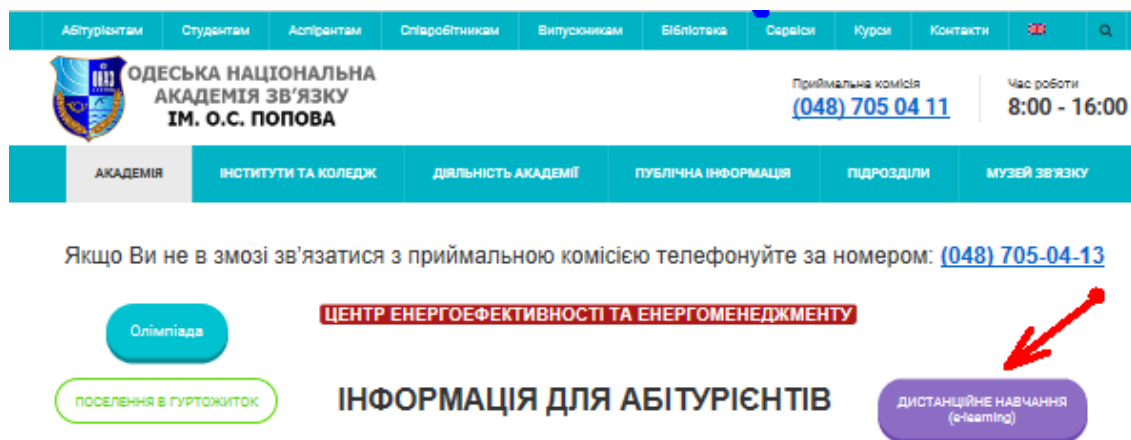 Абітурієнтам Студентам Аспірантам Співробітникам Випускникам Бібліотека Сервіси Курси Контакти
ОДЕСЬКА НАЦІОНАЛЬНА
АКАДЕМІЯ ЗВ'ЯЗКУ
ІМ. О.С. ПОПОВА
Приймальна комісія
(048) 705 04 11
Час роботи
8:00 - 16:00
АКАДЕМІЯ ІНСТИТУТИ ТА КОЛЕДЖ ДІЯЛЬНІСТЬ АКАДЕМІЇ ПУБЛІЧНА ІНФОРМАЦІЯ ПІДРОЗДІЛИ МУЗЕЙ ЗВ'ЯЗКУ
Якщо Ви не в змозі зв'язатися з приймальною комісією телефонуйте за номером: (048) 705-04-13
Олімпіада
ЦЕНТР ЕНЕРГОЕФЕКТИВНОСТІ ТА ЕНЕРГОМЕНЕДЖМЕНТУ
ПОСЕЛЕННЯ В ГУРТОЖИТОК
ІНФОРМАЦІЯ ДЛЯ АБІТУРІЄНТІВ
ДИСТАНЦІЙНЕ НАВЧАННЯ
(e-learning)